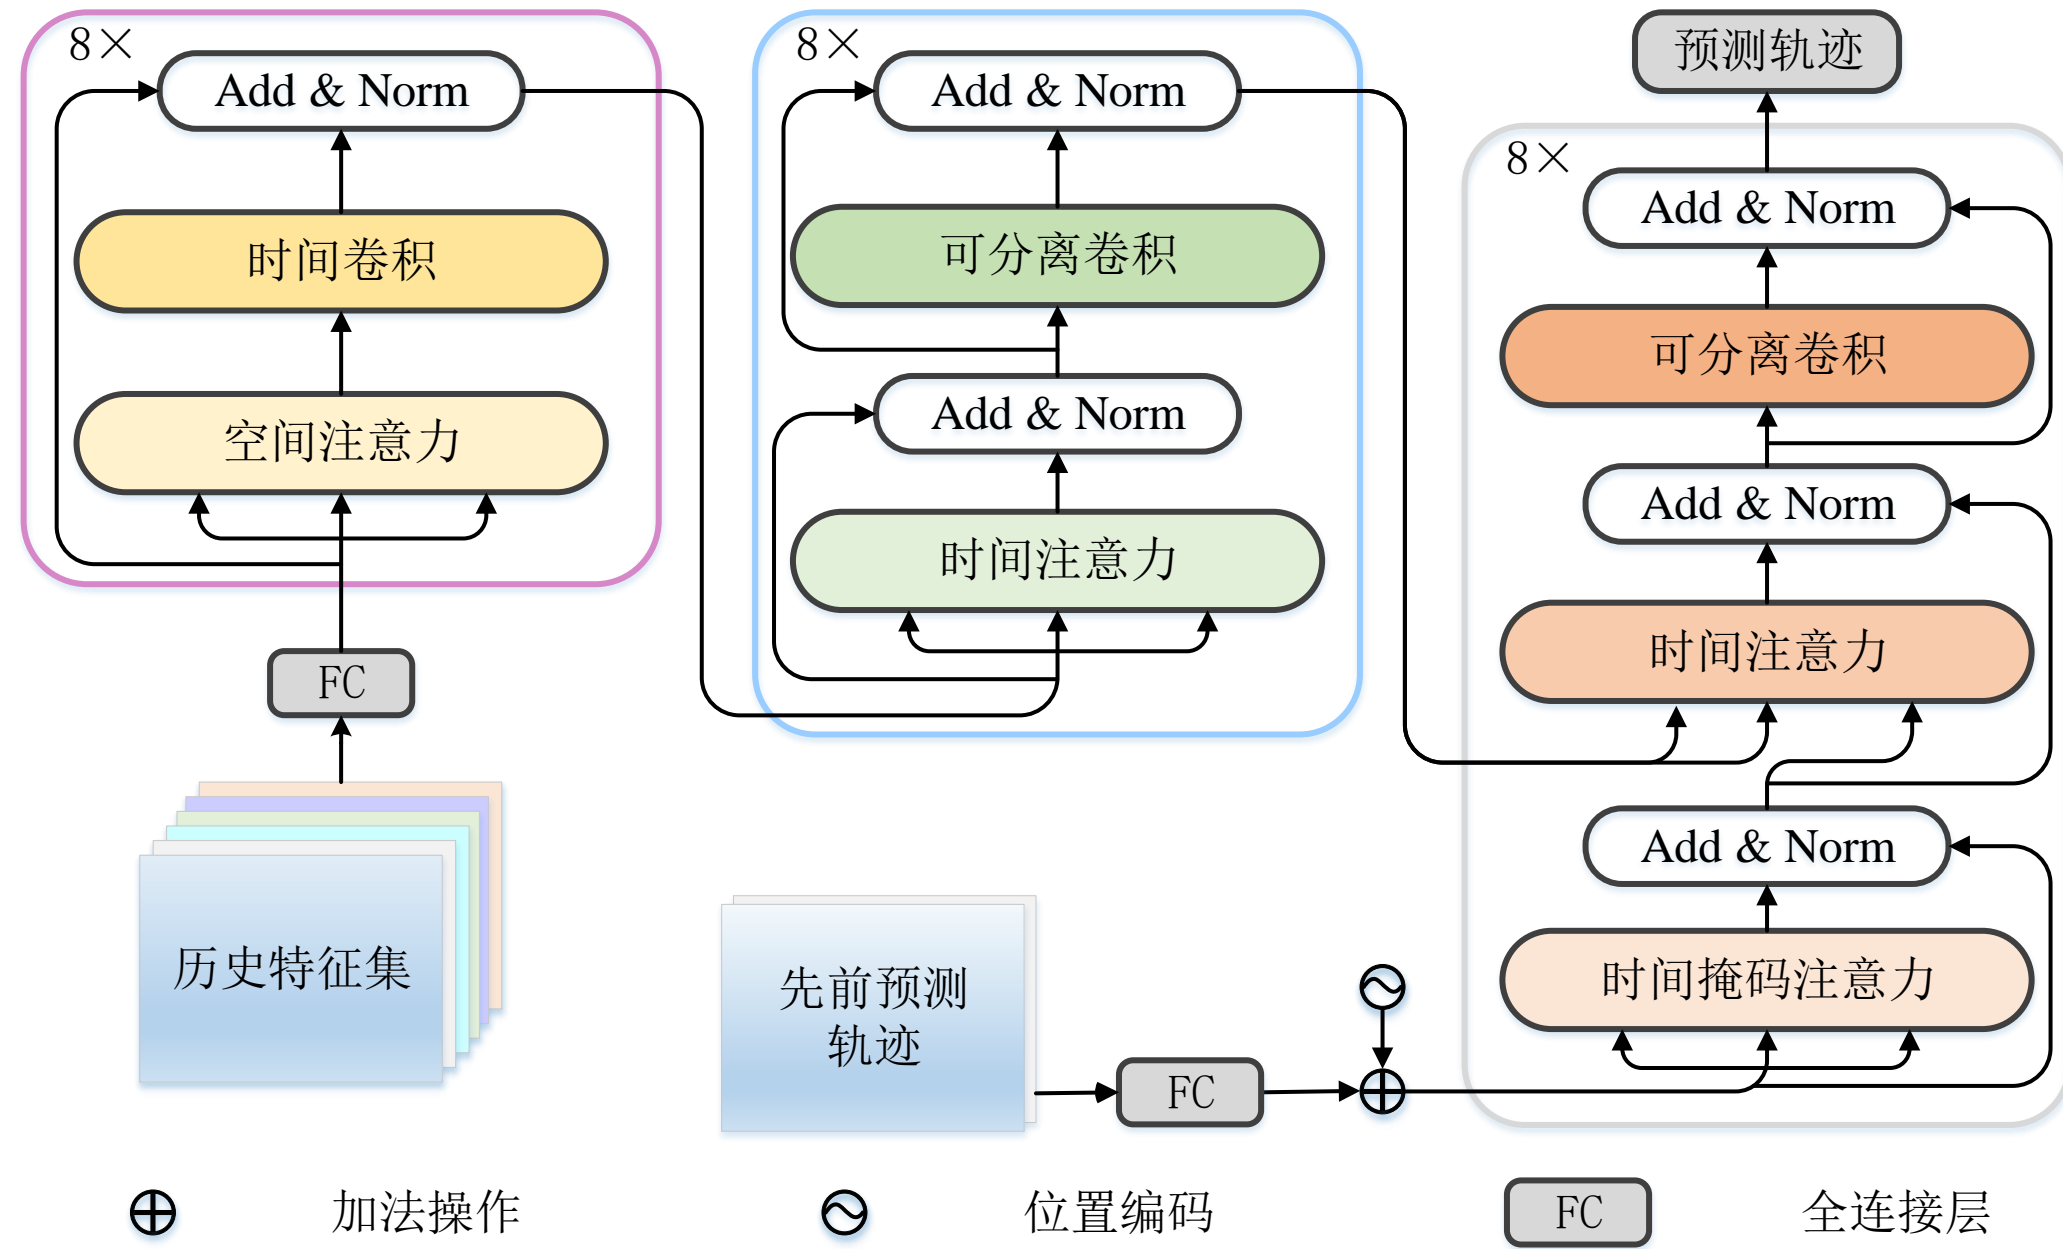 8×
Add & Norm
时间卷积
空间注意力
FC
历史特征集
8×
Add & Norm
可分离卷积
Add & Norm
时间注意力
先前预测
轨迹
FC
预测轨迹
8×
Add & Norm
可分离卷积
Add & Norm
时间注意力
Add & Norm
时间掩码注意力
加法操作
位置编码
FC
全连接层